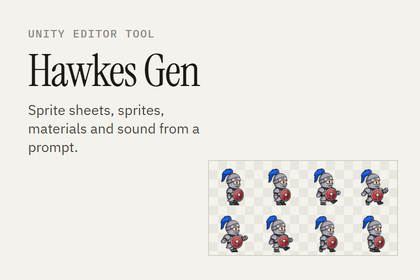 UNITY EDITOR TOOL
Hawkes Gen
Sprite sheets, sprites,
materials and sound from a
prompt.